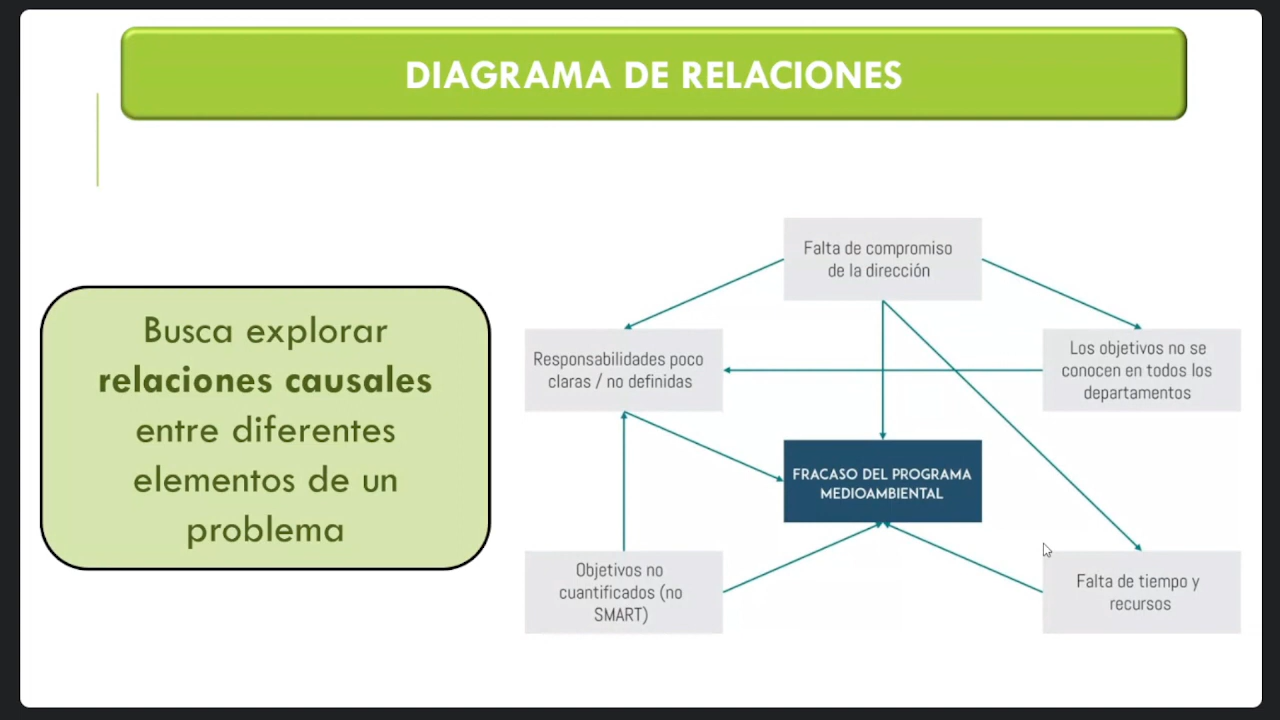 DIAGRAMA DE RELACIONES
Busca explorar
relaciones causales
entre diferentes
elementos de un
problema
Falta de compromiso
de la dirección
Responsabilidades poco
claras / no definidas
Los objetivos no se
conocen en todos los
departamentos
FRACASO DEL PROGRAMA
MEDIOAMBIENTAL
Objetivos no
cuantificados (no
SMART)
Falta de tiempo y
recursos